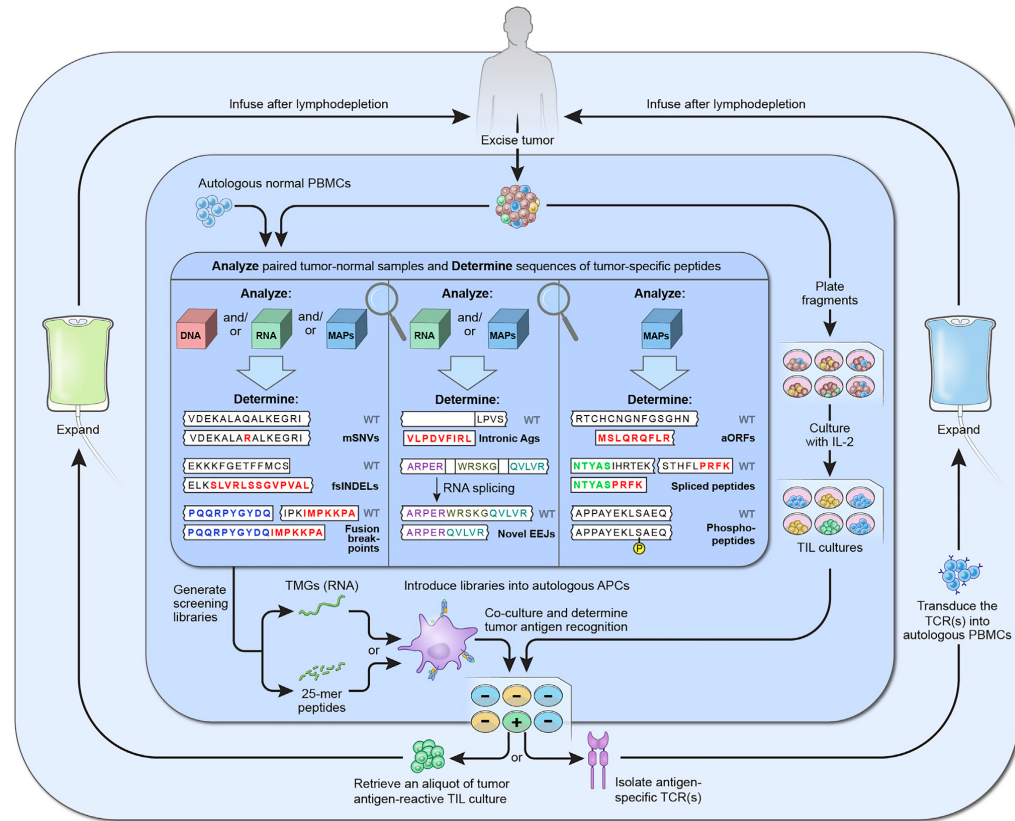 Infuse after lymphodepletion
Infuse after lymphodepletion
Excise tumor
Autologous normal PBMCs
Analyze paired tumor-normal samples and Determine sequences of tumor-specific peptides
Analyze:
DNA
and/
or
RNA
and/
or
MAPs
Determine:
VDEKALAQALKEGRI
WT
VDEKALARALKEGRI
mSNVs
EKKKFGETFFMCS
WT
ELKSLVRLSSGVPVAL
fsINDELs
PQQRPYGYDQ
IPKIMPKKPA
WT
PQQRPYGYDQIMPKKPA
Fusion
break-
points
Analyze:
RNA
and/
or
MAPs
Determine:
LPVS
WT
VLPDVFIRL
Intronic Ags
ARPER
WRSKG
QVLVR
RNA splicing
ARPERWRSKGQVLVR
WT
ARPERQVLVR
Novel EEJs
Analyze:
MAPs
Determine:
RTCHCNGNFGSGHN
WT
MSLQRQFLR
aORFs
NTYASIHRTEK
STHFLPRFK
WT
NTYASPRFK
Spliced peptides
APPAYEKLSAEQ
WT
APPAYEKLSAEQ
P
Phospho-
peptides
Plate
fragments
Culture
with IL-2
TIL cultures
Expand
Expand
Generate
screening
libraries
TMGs (RNA)
or
25-mer
peptides
Introduce libraries into autologous APCs
Co-culture and determine
tumor antigen recognition
Transduce the
TCR(s) into
autologous PBMCs
- - -
- + -
or
Retrieve an aliquot of tumor
antigen-reactive TIL culture
Isolate antigen-
specific TCR(s)